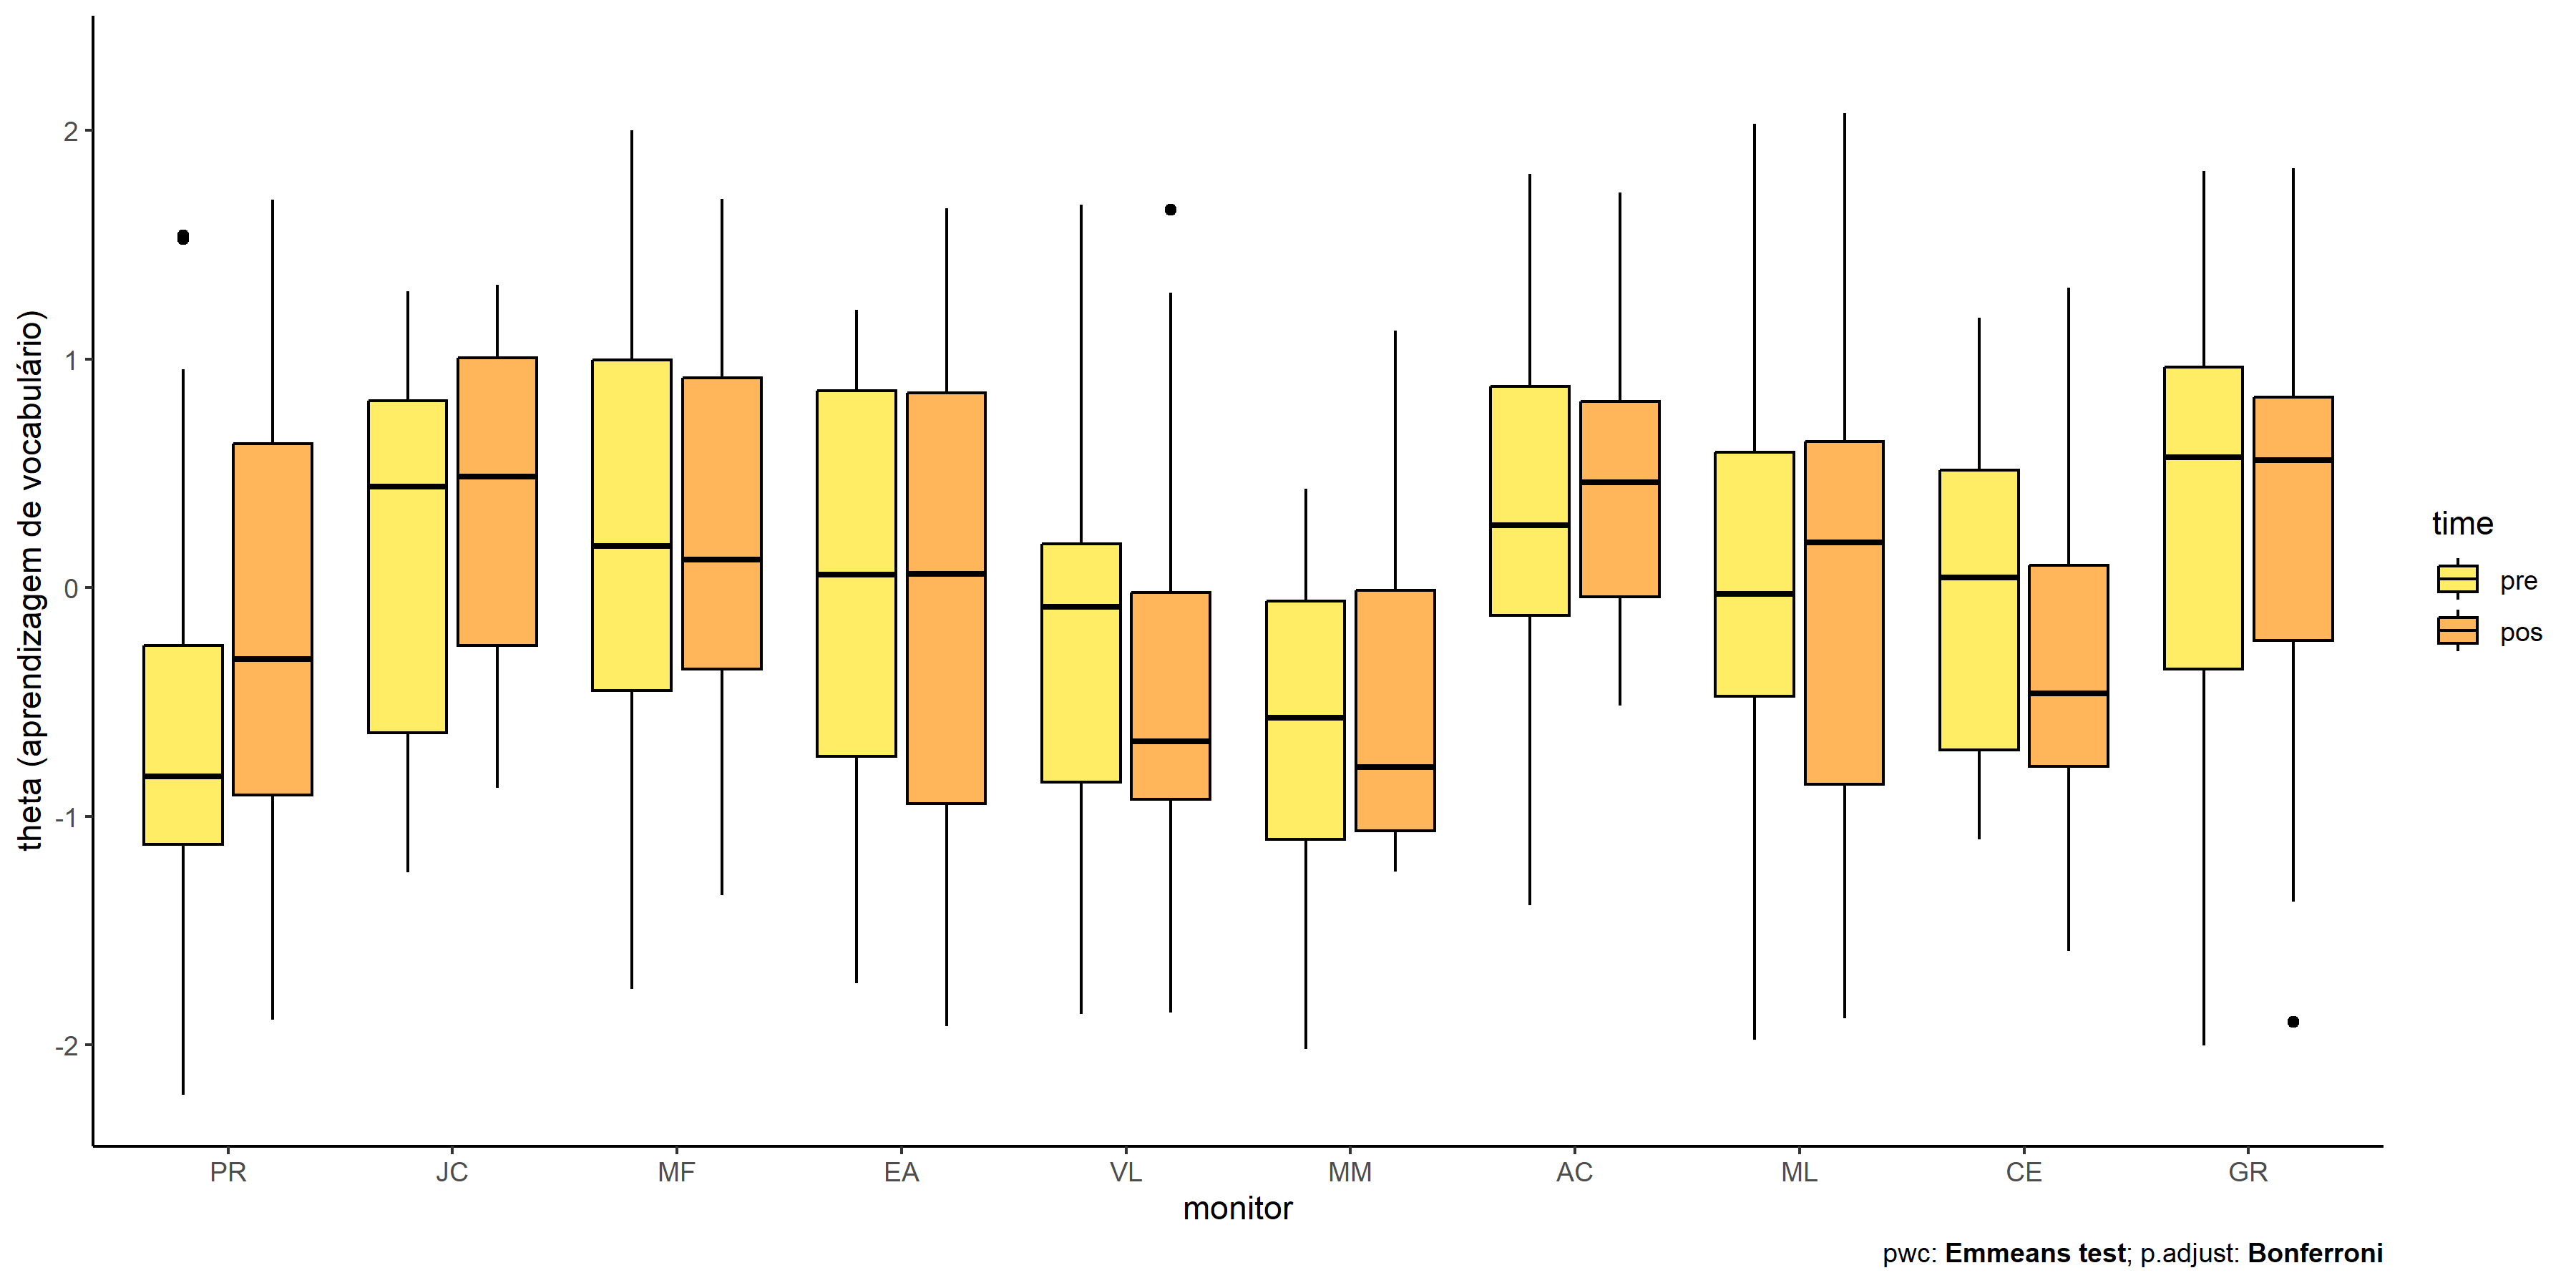 theta (aprendizagem de vocabulário)
2
1
0
-1
-2
PR JC MF EA VL MM AC ML CE GR
monitor
time
pre
pos
pwc: Emmeans test; p.adjust: Bonferroni